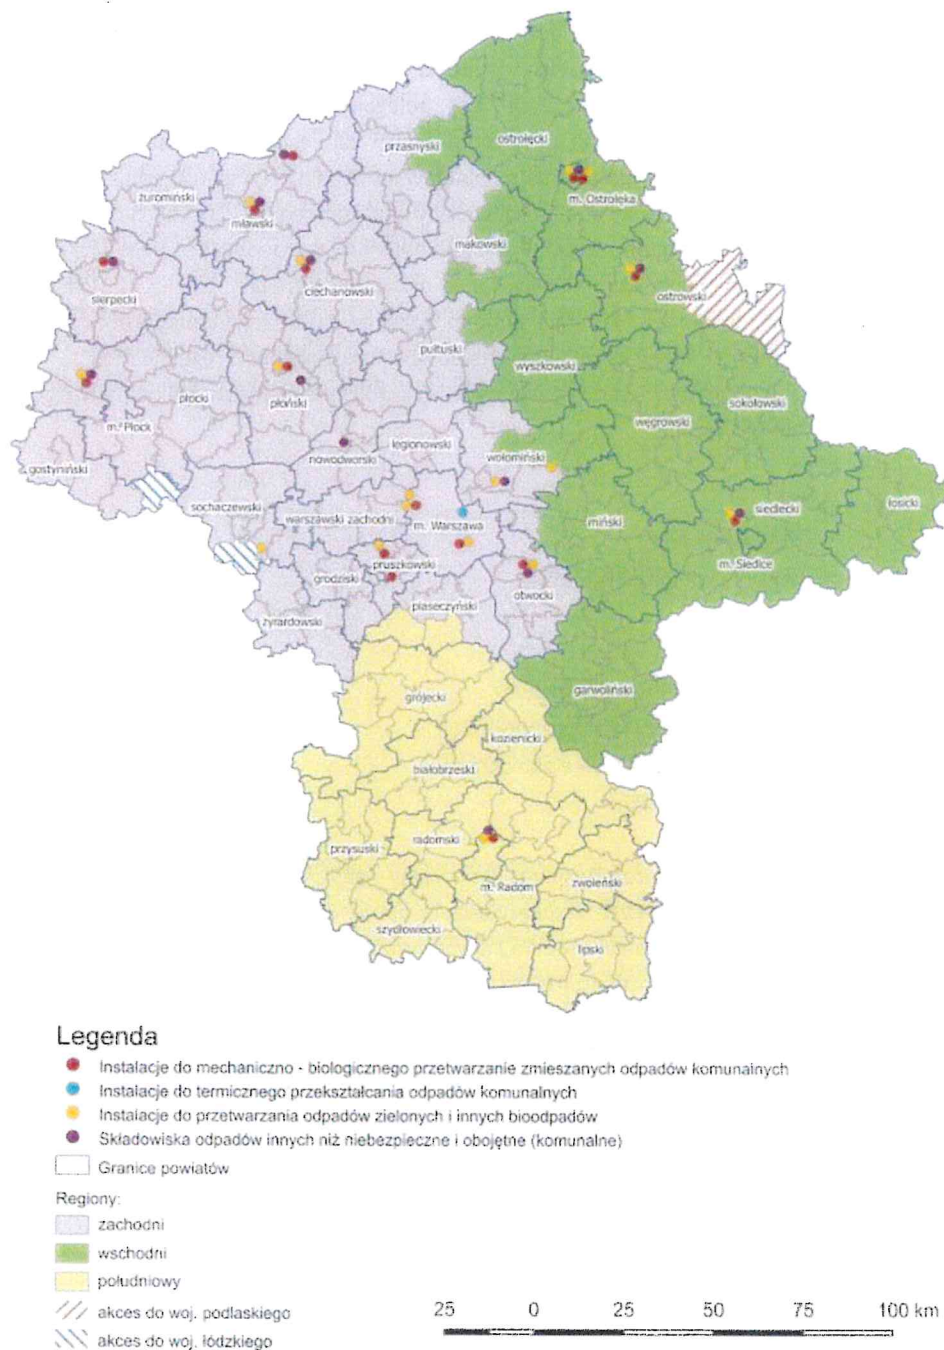 ostrołęcki
przasnyski
m. Ostrołęka
żuromiński
mławski
makowski
ciechanowski
sierpecki
ostrowski
pułtuski
wyszkowski
sokołowski
płocki
płoński
węgrowski
m. Płock
legionowski
nowodworski
wołomiński
gostyniński
łosicki
sochaczewski
siedlecki
warszawski zachodni
m. Warszawa
miński
m. Siedlce
pruszkowski
grodziski
otwocki
piaseczyński
żyrardowski
garwoliński
grójecki
kozienicki
białobrzeski
radomski
przysuski
zwoleński
m. Radom
szydłowiecki
lipski
Legenda
Instalacje do mechaniczno - biologicznego przetwarzanie zmieszanych odpadów komunalnych
Instalacje do termicznego przekształcania odpadów komunalnych
Instalacje do przetwarzania odpadów zielonych i innych bioodpadów
Składowiska odpadów innych niż niebezpieczne i obojętne (komunalne)
Granice powiatów
Regiony:
zachodni
wschodni
południowy
akces do woj. podlaskiego
akces do woj. łódzkiego
25 0 25 50 75 100 km